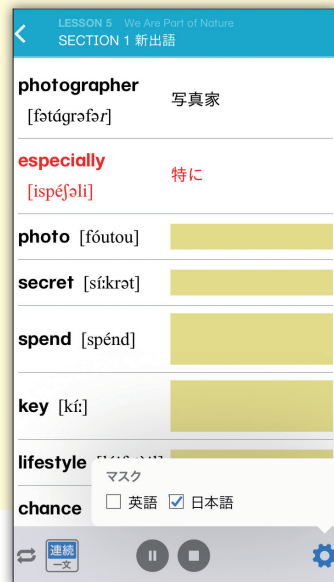 LESSON 5 We Are Part of Nature
SECTION 1 新出語
photographer 写真家
[fətɑ́grəfər]
especially 特に
[ispéʃəli]
photo [fóutou]
secret [síːkrət]
spend [spénd]
key [kíː]
lifestyle
マスク
chance
英語 日本語
連続
一文